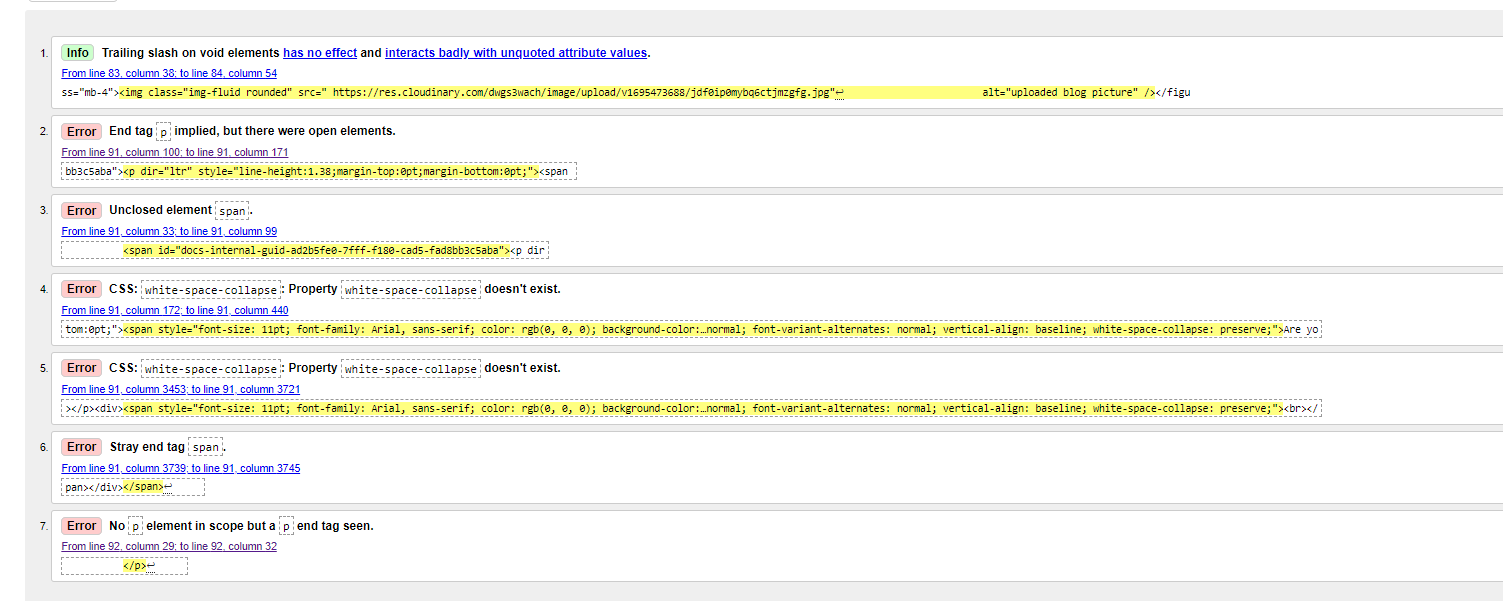 1. Info Trailing slash on void elements has no effect and interacts badly with unquoted attribute values.
From line 83, column 38; to line 84, column 54
ss="mb-4"><img class="img-fluid rounded" src=" https://res.cloudinary.com/dwgs3wach/image/upload/v1695473688/jdf0ip0mybq6ctjmzgfg.jpg"↩ alt="uploaded blog picture" /></figu
2. Error End tag p implied, but there were open elements.
From line 91, column 100; to line 91, column 171
bb3c5aba"><p dir="ltr" style="line-height:1.38;margin-top:0pt;margin-bottom:0pt;"><span
3. Error Unclosed element span.
From line 91, column 33; to line 91, column 99
<span id="docs-internal-guid-ad2b5fe0-7fff-f180-cad5-fad8bb3c5aba"><p dir
4. Error CSS: white-space-collapse: Property white-space-collapse doesn't exist.
From line 91, column 172; to line 91, column 440
tom:0pt;"><span style="font-size: 11pt; font-family: Arial, sans-serif; color: rgb(0, 0, 0); background-color:…normal; font-variant-alternates: normal; vertical-align: baseline; white-space-collapse: preserve;">Are yo
5. Error CSS: white-space-collapse: Property white-space-collapse doesn't exist.
From line 91, column 3453; to line 91, column 3721
></p><div><span style="font-size: 11pt; font-family: Arial, sans-serif; color: rgb(0, 0, 0); background-color:…normal; font-variant-alternates: normal; vertical-align: baseline; white-space-collapse: preserve;"><br></
6. Error Stray end tag span.
From line 91, column 3739; to line 91, column 3745
pan></div></span>↩
7. Error No p element in scope but a p end tag seen.
From line 92, column 29; to line 92, column 32
</p>↩